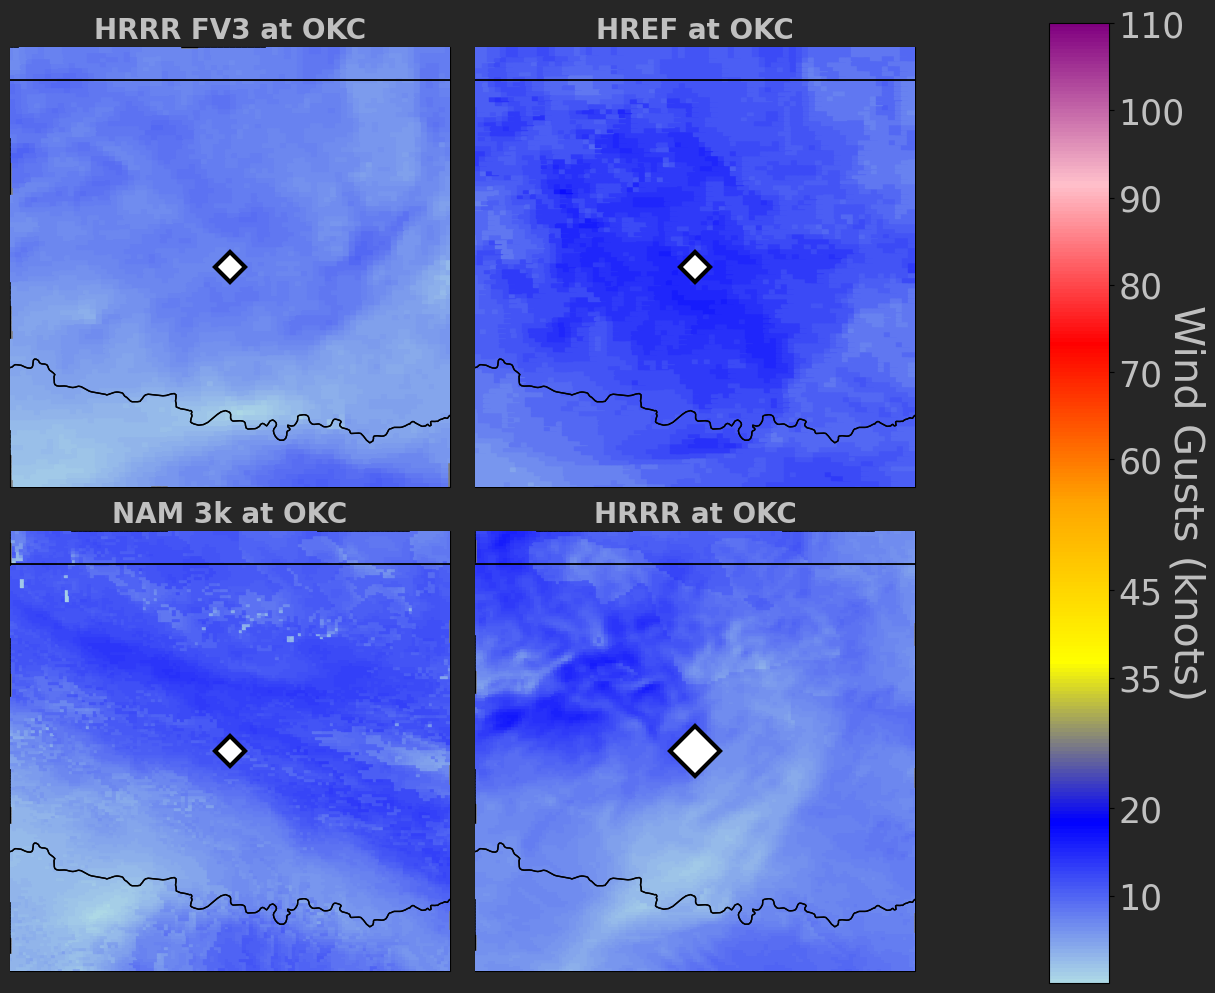 HRRR FV3 at OKC
HREF at OKC
NAM 3k at OKC
HRRR at OKC
110
100
90
80
70
60
45
35
20
10
Wind Gusts (knots)